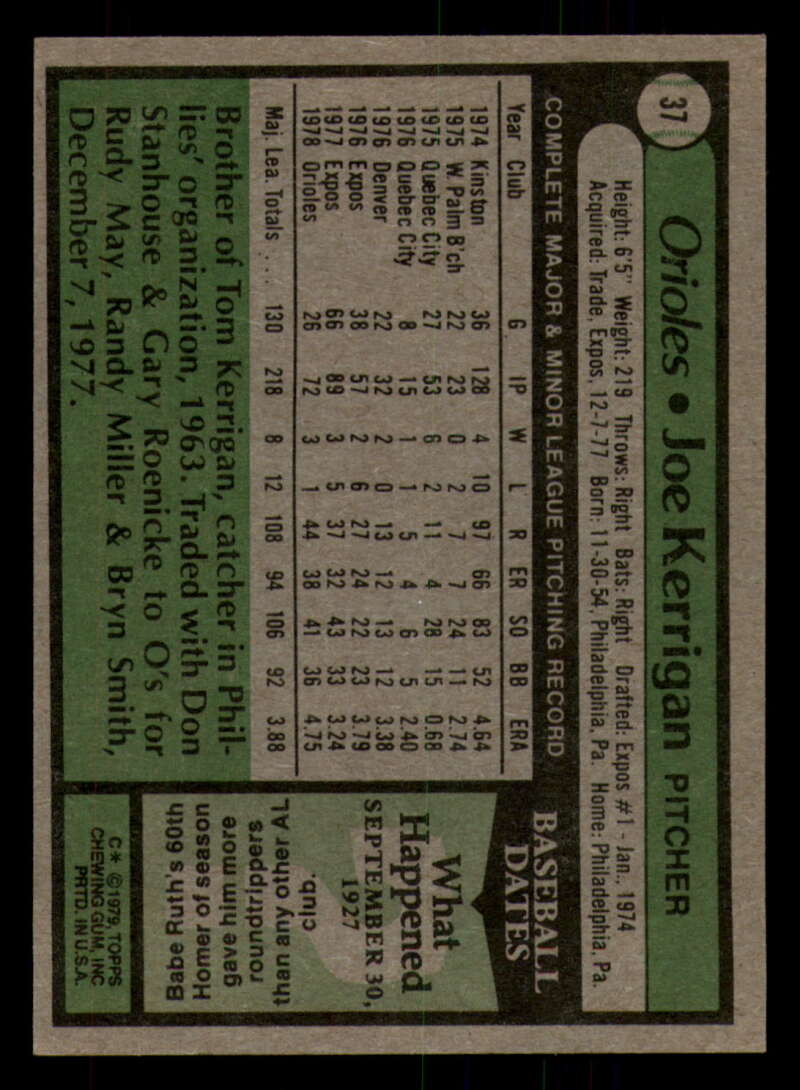 37
Orioles • Joe Kerrigan PITCHER
Height: 6'5" Weight: 219 Throws: Right Bats: Right Drafted: Expos #1 - Jan., 1974
Acquired: Trade, Expos, 12-7-77 Born: 11-30-54, Philadelphia, Pa. Home: Philadelphia, Pa.
COMPLETE MAJOR & MINOR LEAGUE PITCHING RECORD
Year Club G IP W L R ER SO BB ERA
1974 Kinston 36 128 4 10 97 66 83 52 4.64
1975 W. Palm B'ch 22 23 0 2 7 7 24 11 2.74
1975 Quebec City 27 53 6 2 11 4 28 15 0.68
1976 Quebec City 8 15 1 1 5 4 6 5 2.40
1976 Denver 22 32 2 0 13 12 13 12 3.38
1976 Expos 38 57 2 6 27 24 22 23 3.79
1977 Expos 66 89 3 5 37 32 43 33 3.24
1978 Orioles 26 72 3 1 44 38 41 36 4.75
Maj. Lea. Totals . . . 130 218 8 12 108 94 106 92 3.88
Brother of Tom Kerrigan, catcher in Phil-
lies' organization, 1963. Traded with Don
Stanhouse & Gary Roenicke to O's for
Rudy May, Randy Miller & Bryn Smith,
December 7, 1977.
BASEBALL
DATES
What
Happened
SEPTEMBER 30,
1927
Babe Ruth's 60th
Homer of season
gave him more
roundtrippers
than any other AL
club.
C* ©1979, TOPPS
CHEWING GUM, INC
PRTD. IN U.S.A.